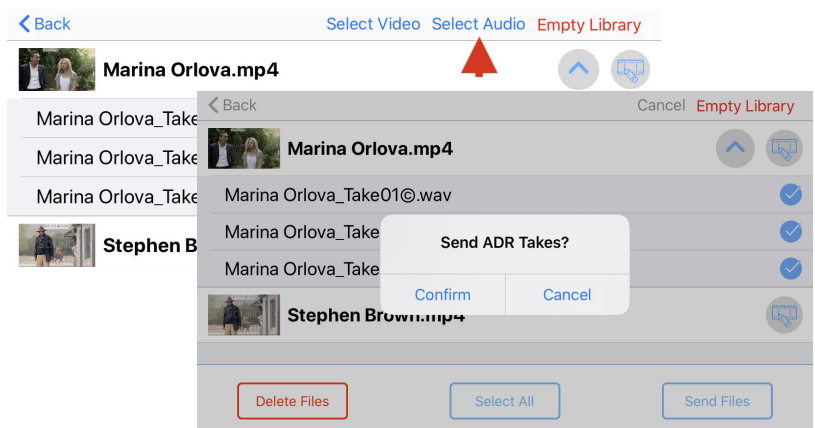 Back Select Video Select Audio Empty Library
Marina Orlova.mp4
Marina Orlova_Take
Marina Orlova_Take
Marina Orlova_Take
Stephen B
Back Cancel Empty Library
Marina Orlova.mp4
Marina Orlova_Take01©.wav
Marina Orlova_Take
Marina Orlova_Take
Stephen Brown.mp4
Send ADR Takes?
Confirm Cancel
Delete Files Select All Send Files